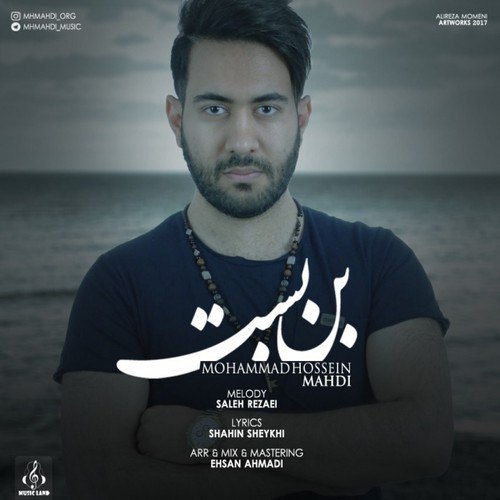 MHMAHDI_ORG
MHMAHDI_MUSIC
ALIREZA MOMENI
ARTWORKS 2017
بن بست
MOHAMMADHOSSEIN
MAHDI
MELODY
SALEH REZAEI
LYRICS
SHAHIN SHEYKHI
ARR & MIX & MASTERING
EHSAN AHMADI
MUSIC LAND